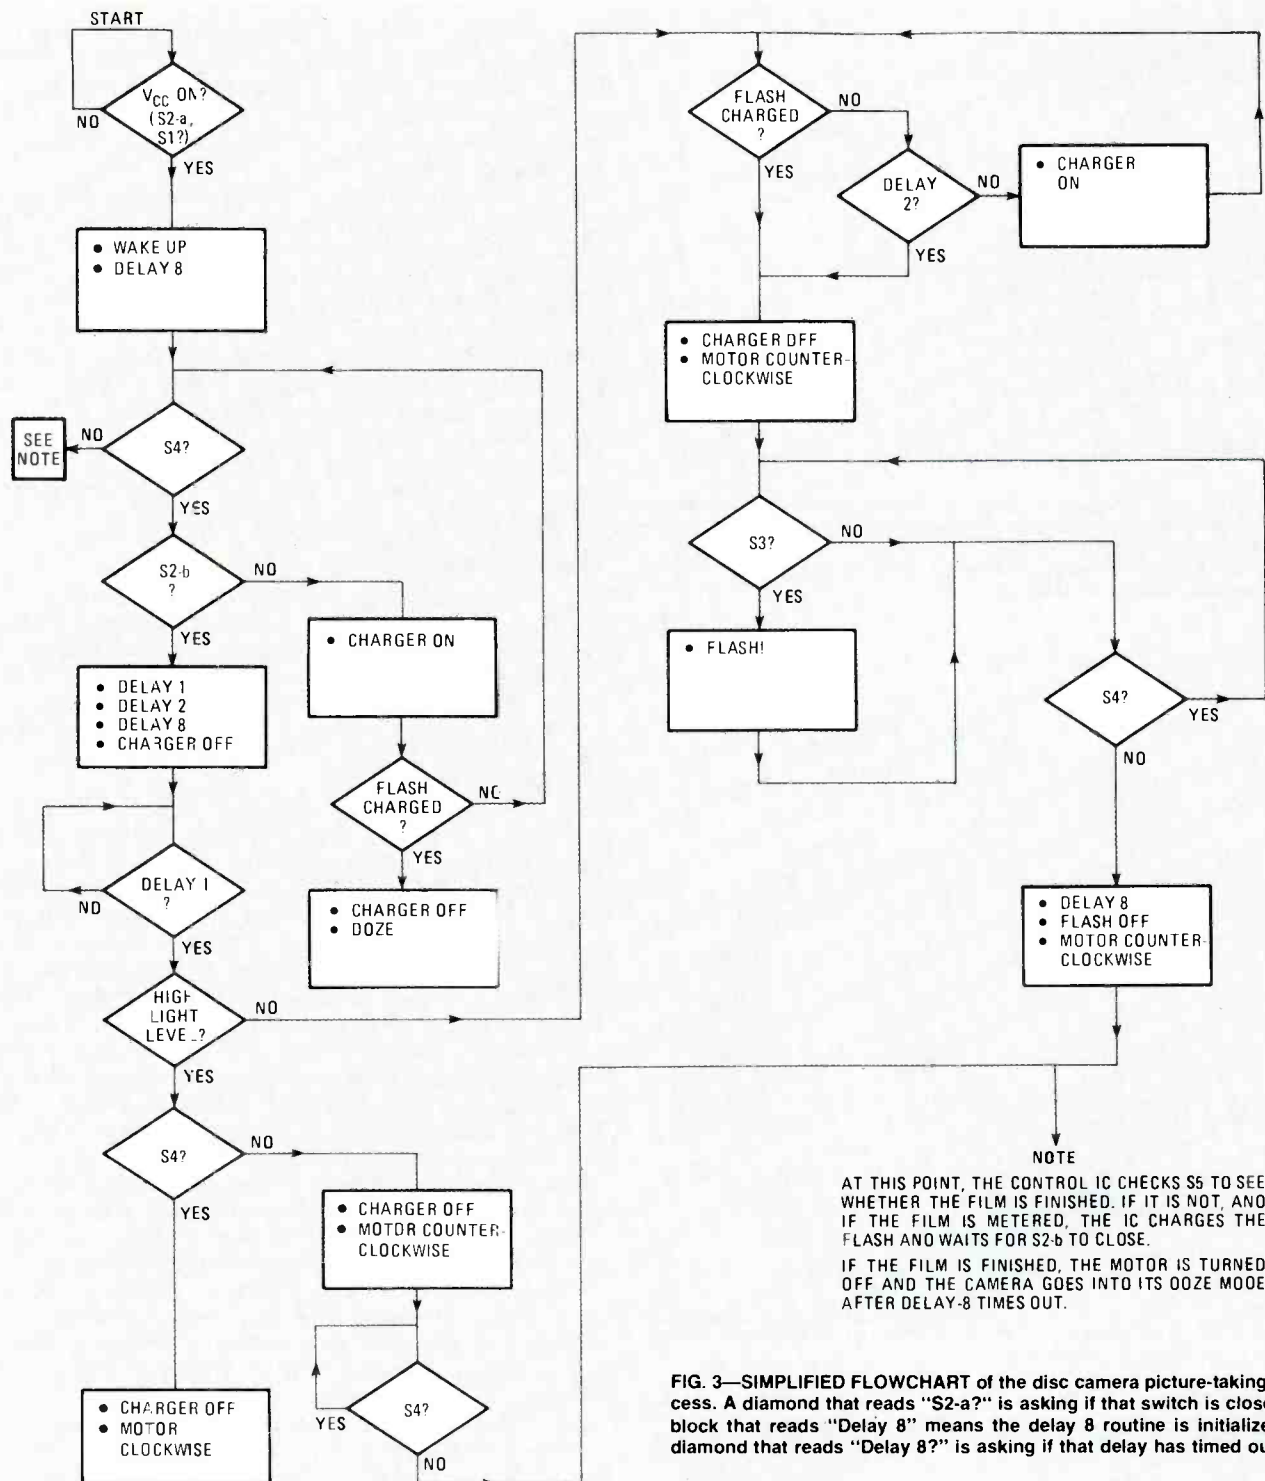 START
VCC ON?
(S2-a,
S1?)
NO
YES
• WAKE UP
• DELAY 8
S4?
NO
SEE
NOTE
YES
S2-b
?
NO
YES
• CHARGER ON
• DELAY 1
• DELAY 2
• DELAY 8
• CHARGER OFF
FLASH
CHARGED
?
NO
YES
• CHARGER OFF
• DOZE
DELAY 1
?
NO
YES
HIGH
LIGHT
LEVEL?
NO
YES
S4?
NO
YES
• CHARGER OFF
• MOTOR COUNTER-
CLOCKWISE
S4?
YES
NO
• CHARGER OFF
• MOTOR
CLOCKWISE
FLASH
CHARGED
?
NO
YES
DELAY
2?
NO
YES
• CHARGER
ON
• CHARGER OFF
• MOTOR COUNTER-
CLOCKWISE
S3?
NO
YES
• FLASH!
S4?
YES
NO
• DELAY 8
• FLASH OFF
• MOTOR COUNTER-
CLOCKWISE
NOTE
AT THIS POINT, THE CONTROL IC CHECKS S5 TO SEE
WHETHER THE FILM IS FINISHED. IF IT IS NOT, AND
IF THE FILM IS METERED, THE IC CHARGES THE
FLASH AND WAITS FOR S2-b TO CLOSE.
IF THE FILM IS FINISHED, THE MOTOR IS TURNED
OFF AND THE CAMERA GOES INTO ITS DOZE MODE
AFTER DELAY-8 TIMES OUT.
FIG. 3—SIMPLIFIED FLOWCHART of the disc camera picture-taking
cess. A diamond that reads "S2-a?" is asking if that switch is close
block that reads "Delay 8" means the delay 8 routine is initialize
diamond that reads "Delay 8?" is asking if that delay has timed ou